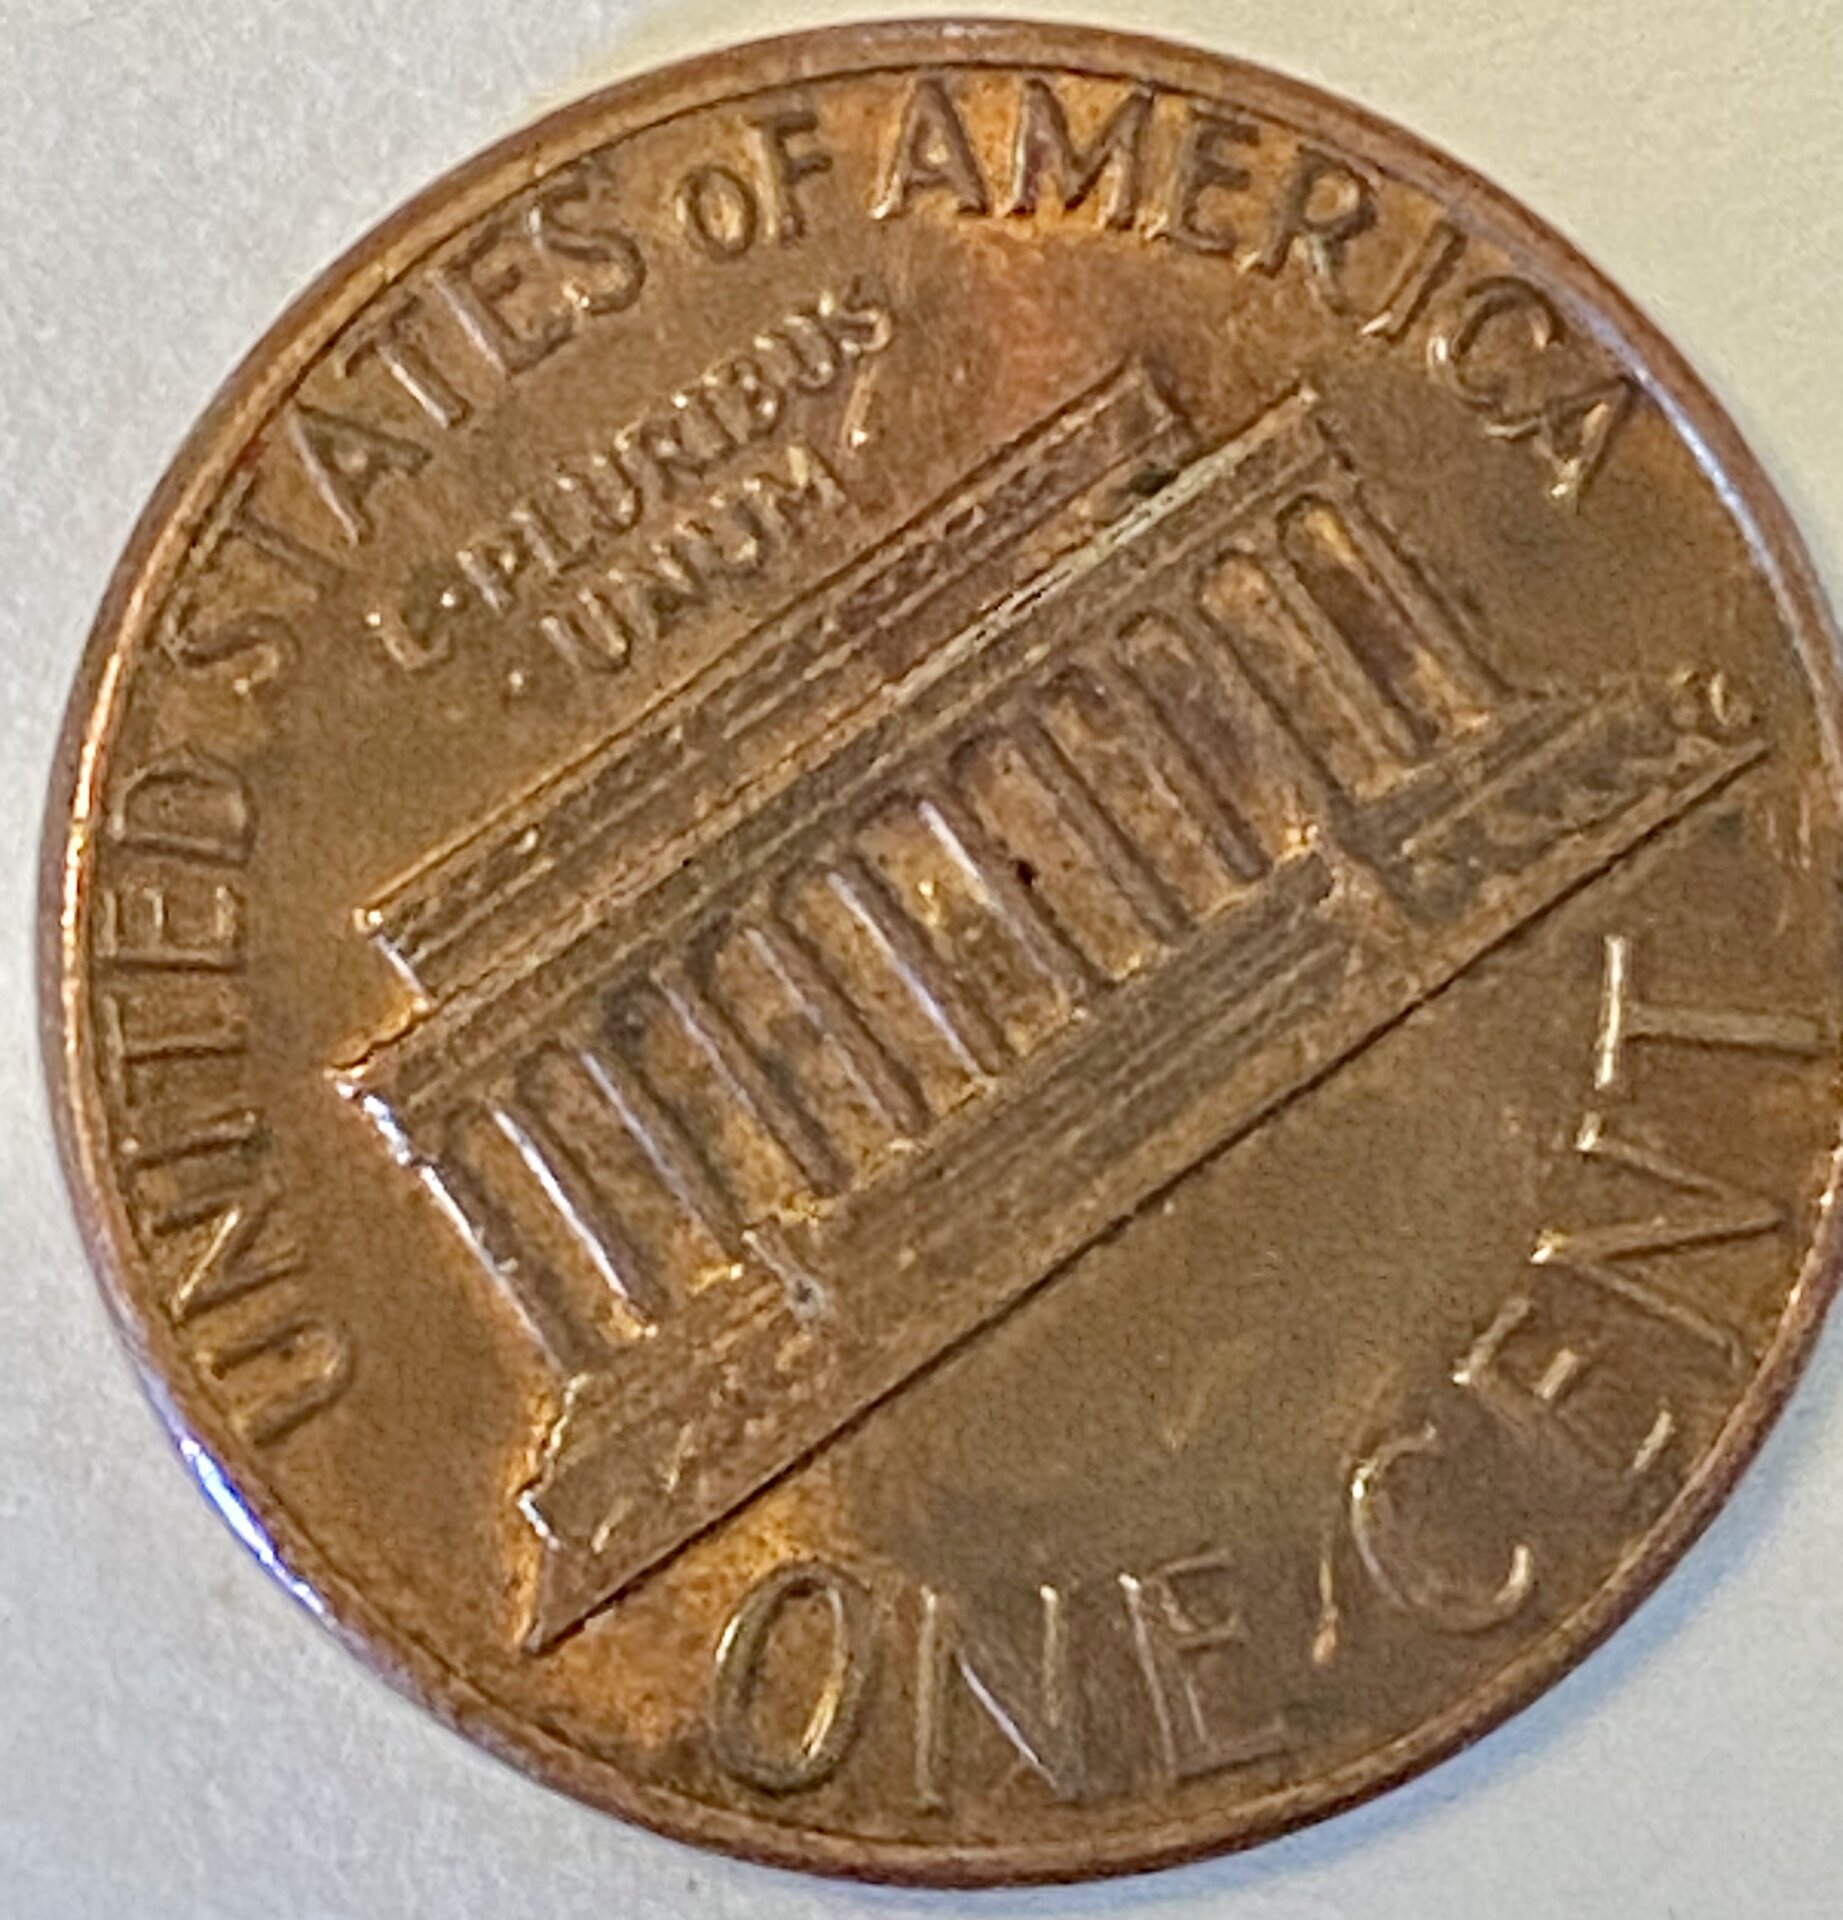 UNITED STATES OF AMERICA
E·PLURIBUS
·UNUM
ONE CENT